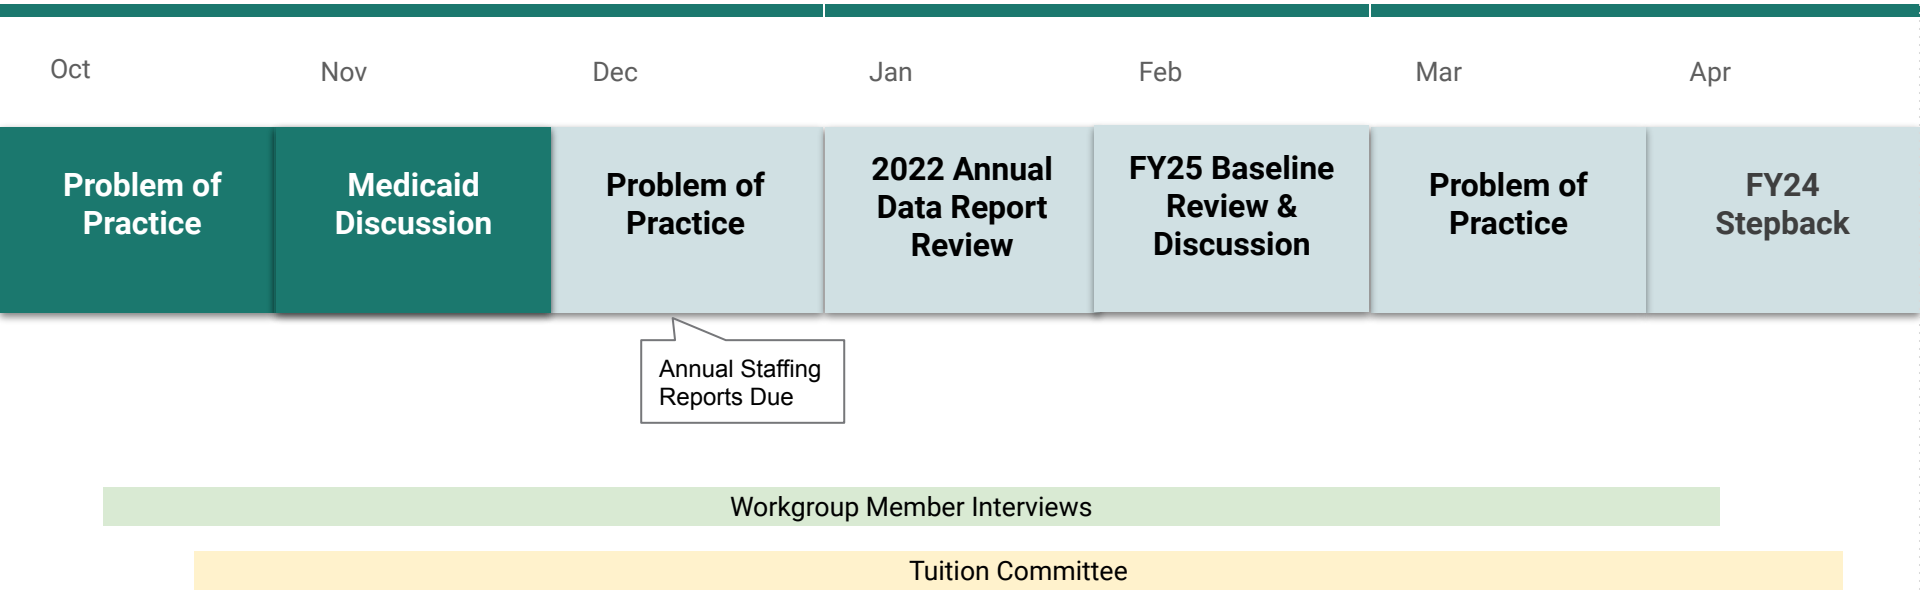 Oct
Nov
Dec
Jan
Feb
Mar
Apr
Problem of
Practice
Medicaid
Discussion
Problem of
Practice
2022 Annual
Data Report
Review
FY25 Baseline
Review &
Discussion
Problem of
Practice
FY24
Stepback
Annual Staffing
Reports Due
Workgroup Member Interviews
Tuition Committee